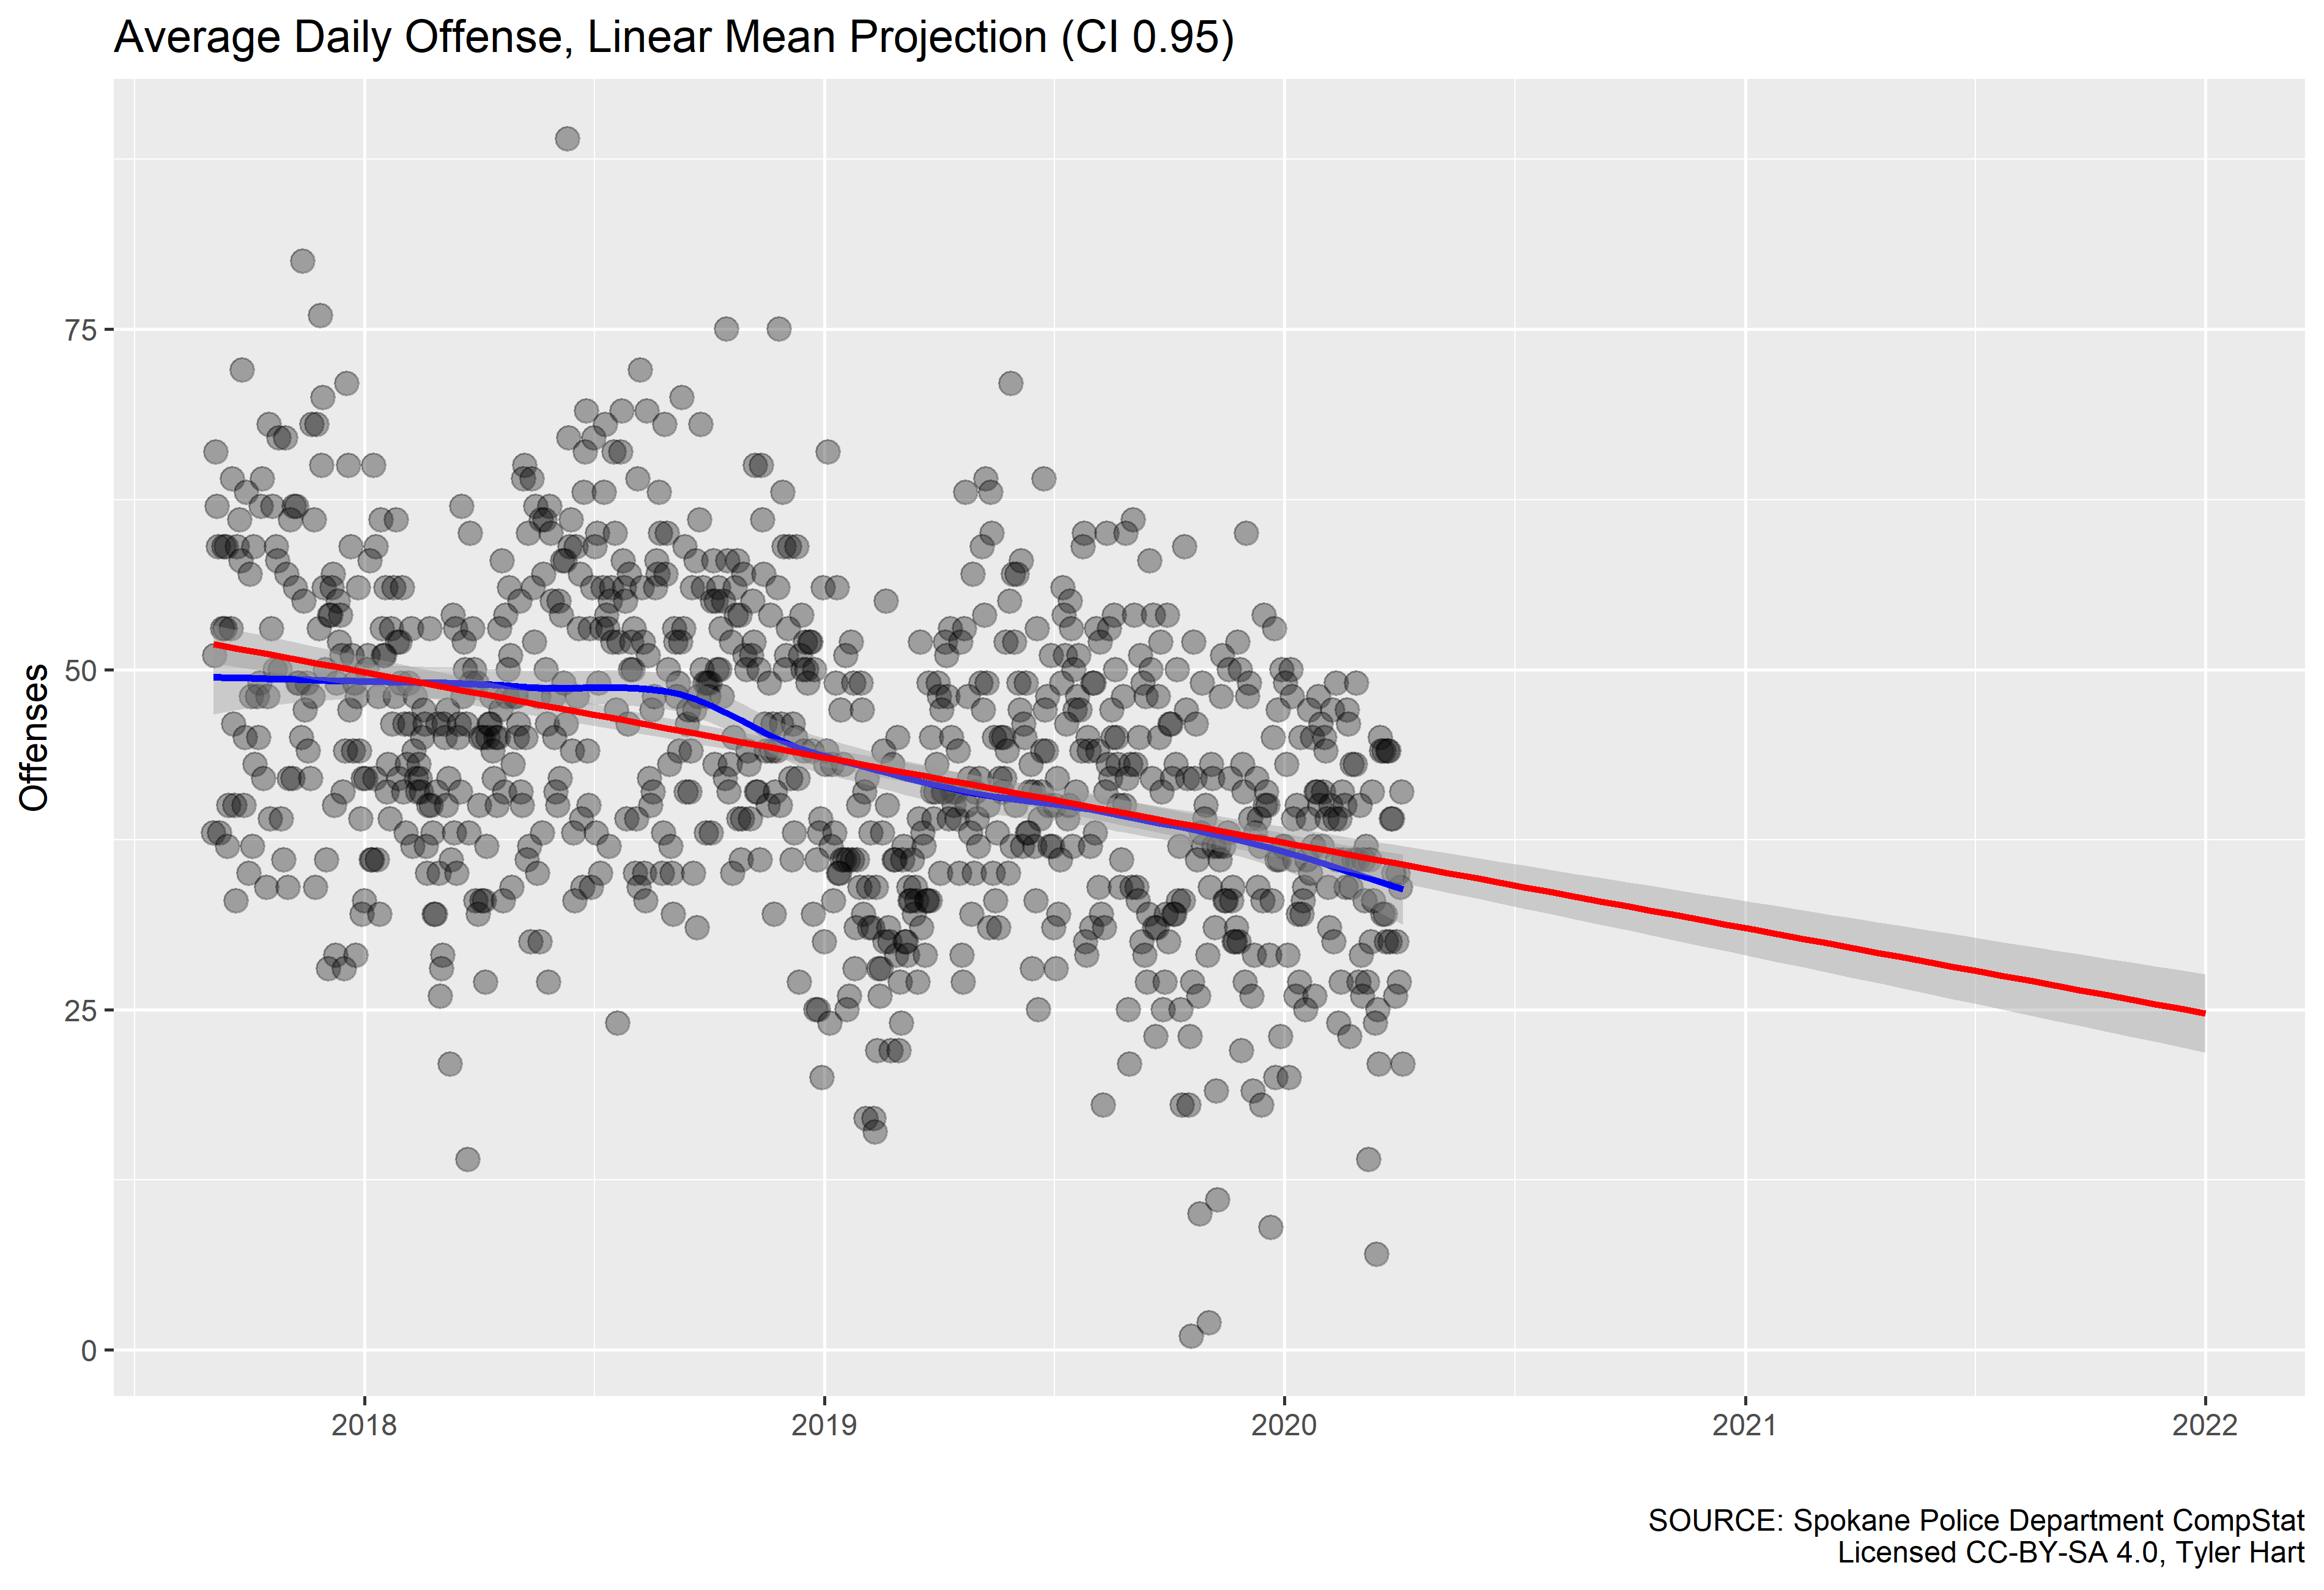 Average Daily Offense, Linear Mean Projection (CI 0.95)
Offenses
75
50
25
0
2018 2019 2020 2021 2022
SOURCE: Spokane Police Department CompStat
Licensed CC-BY-SA 4.0, Tyler Hart